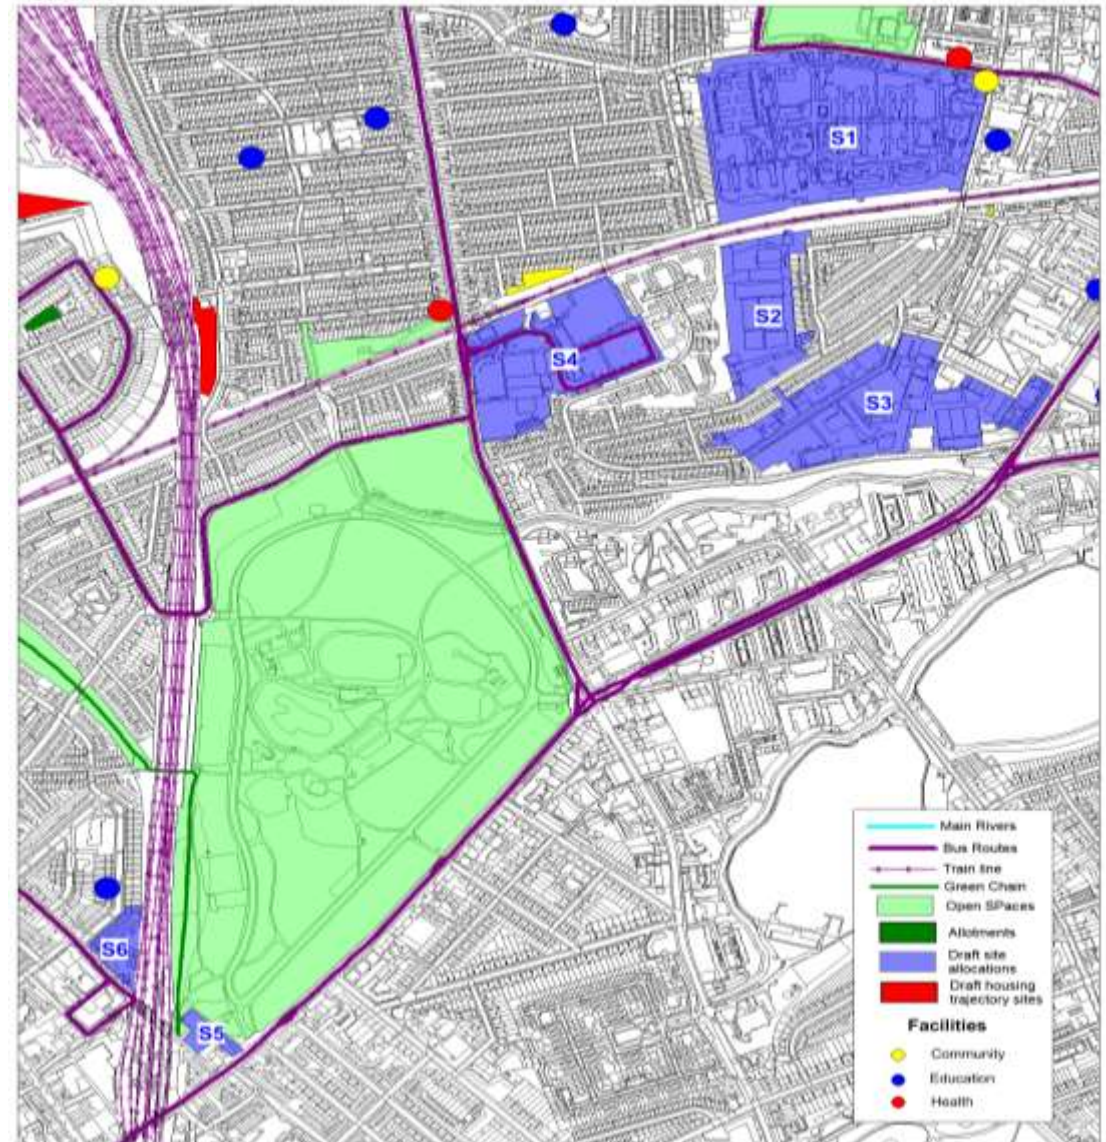 S1
S2
S4
S3
Main Rivers
Bus Routes
Train line
Green Chain
Open SPaces
Allotments
Draft site
allocations
Draft housing
trajectory sites
S6
Facilities
S5
Community
Education
Health